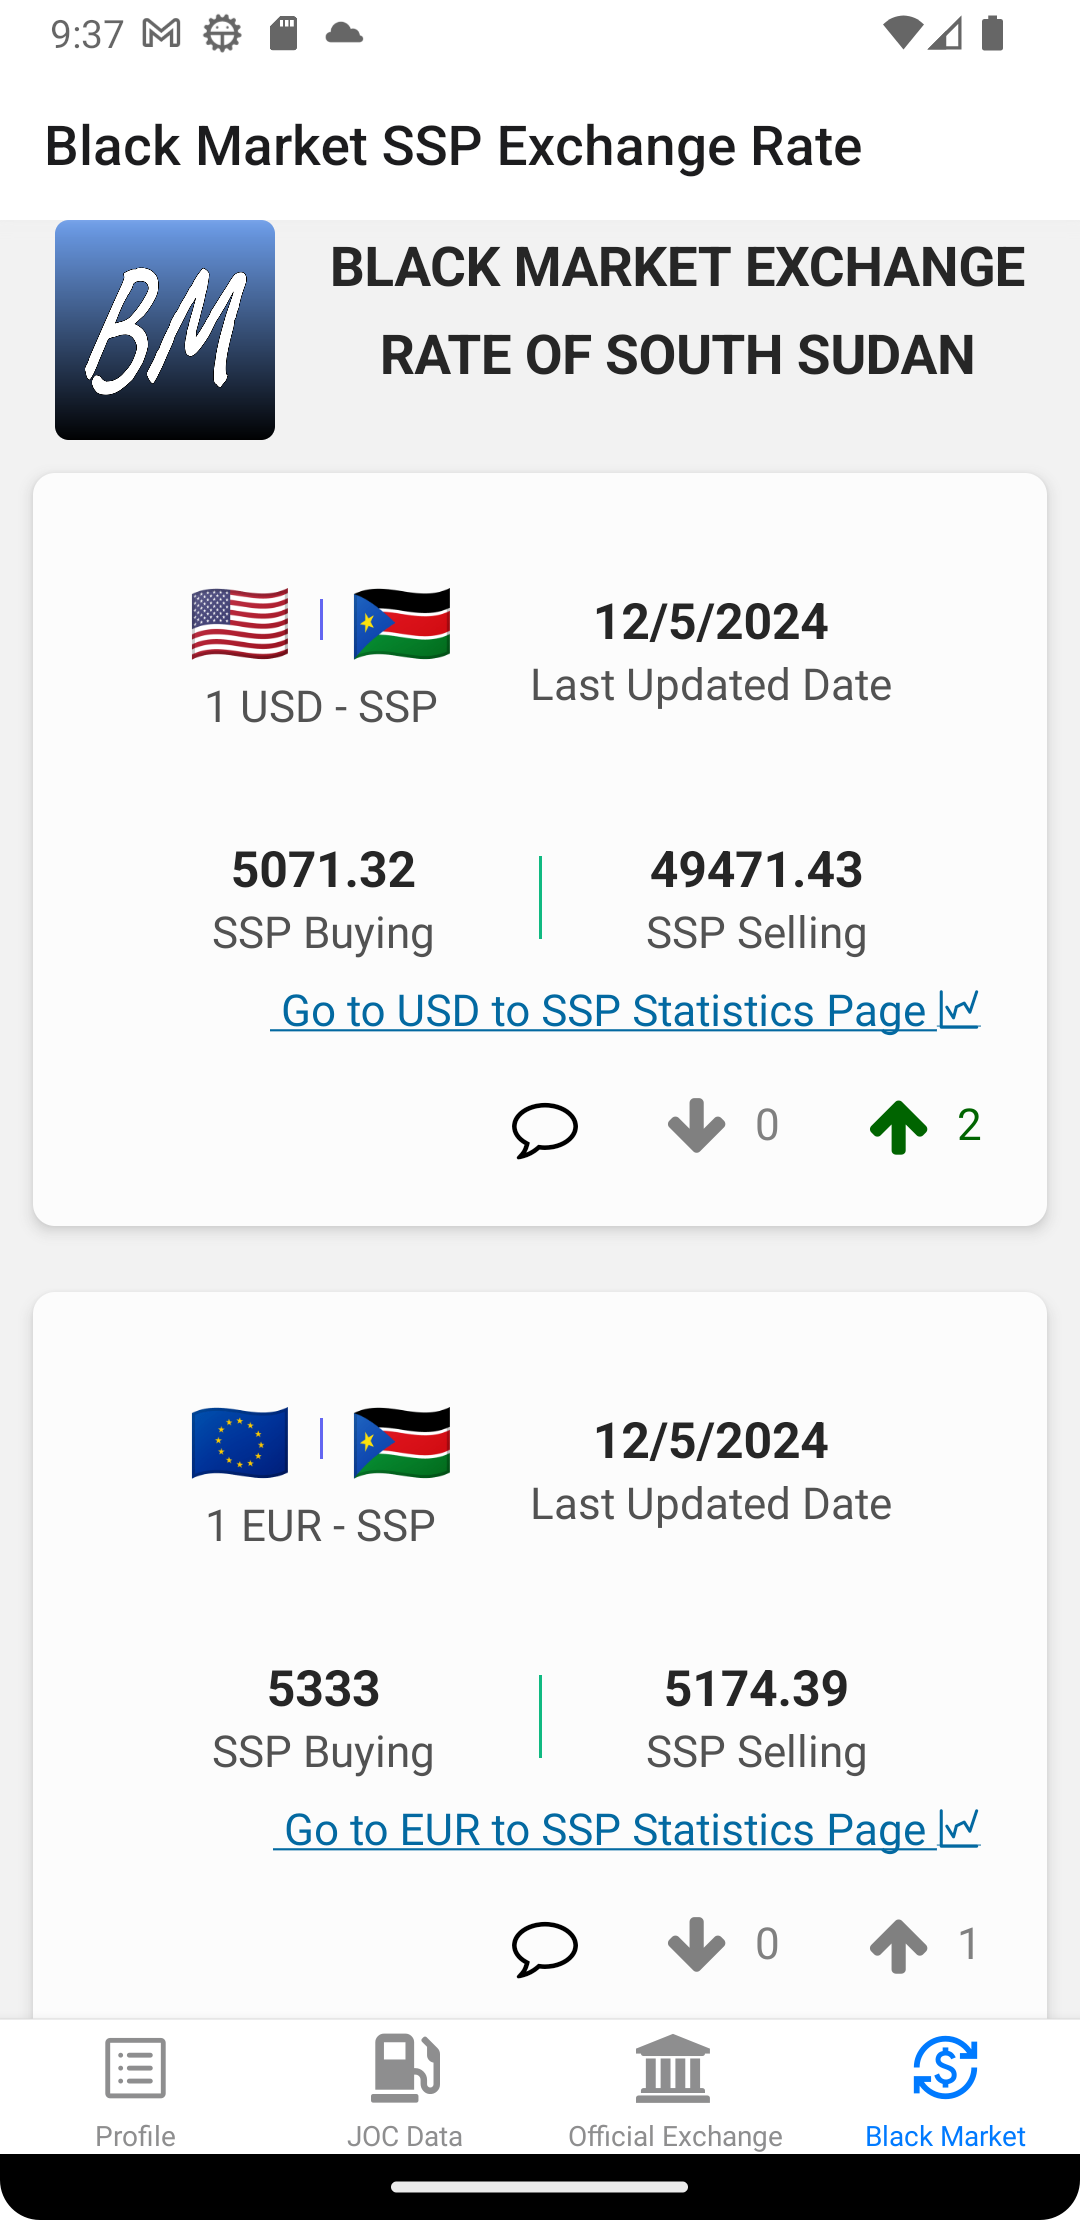 9:37
Black Market SSP Exchange Rate
BM
BLACK MARKET EXCHANGE
RATE OF SOUTH SUDAN
12/5/2024
1 USD - SSP
Last Updated Date
5071.32
49471.43
SSP Buying
SSP Selling
Go to USD to SSP Statistics Page
0
2
12/5/2024
1 EUR - SSP
Last Updated Date
5333
5174.39
SSP Buying
SSP Selling
Go to EUR to SSP Statistics Page
0
1
Profile
JOC Data
Official Exchange
Black Market